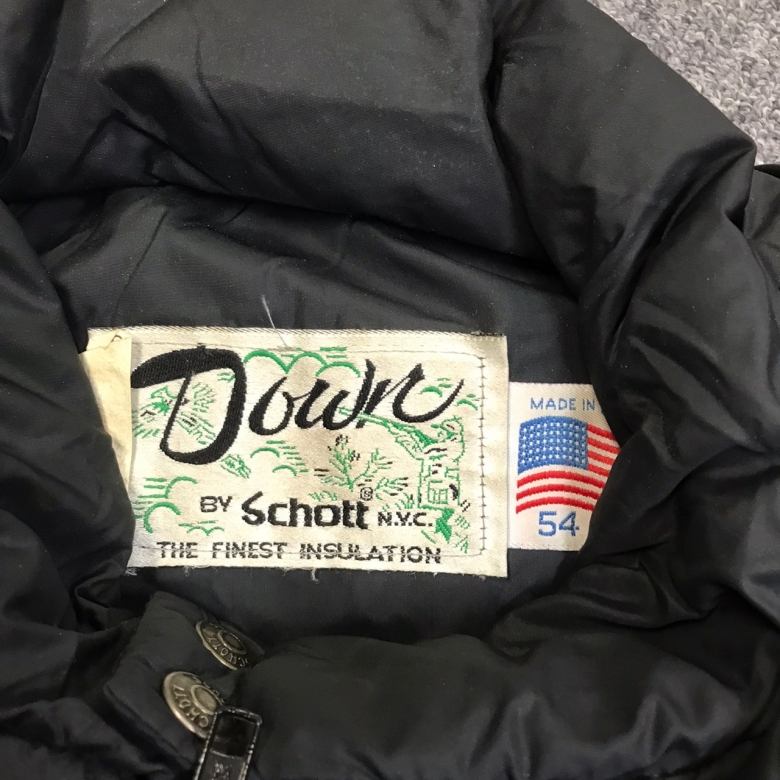 Down
BY Schott® N.Y.C.
THE FINEST INSULATION
MADE IN
54